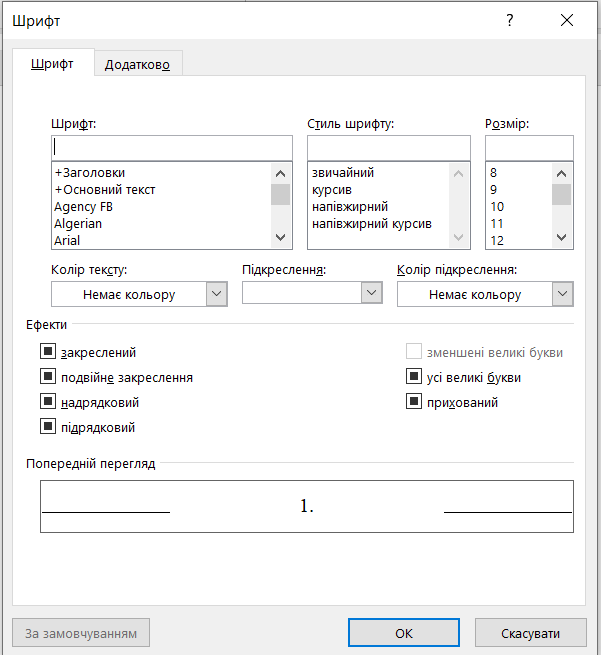 Шрифт
?
Шрифт
Додатково
Шрифт: Стиль шрифту: Розмір:
+Заголовки звичайний 8
+Основний текст курсив 9
Agency FB напівжирний 10
Algerian напівжирний курсив 11
Arial 12
Колір тексту: Підкреслення: Колір підкреслення:
Немає кольору Немає кольору
Ефекти
закреслений зменшені великі букви
подвійне закреслення усі великі букви
надрядковий прихований
підрядковий
Попередній перегляд
1.
За замовчуванням ОК Скасувати